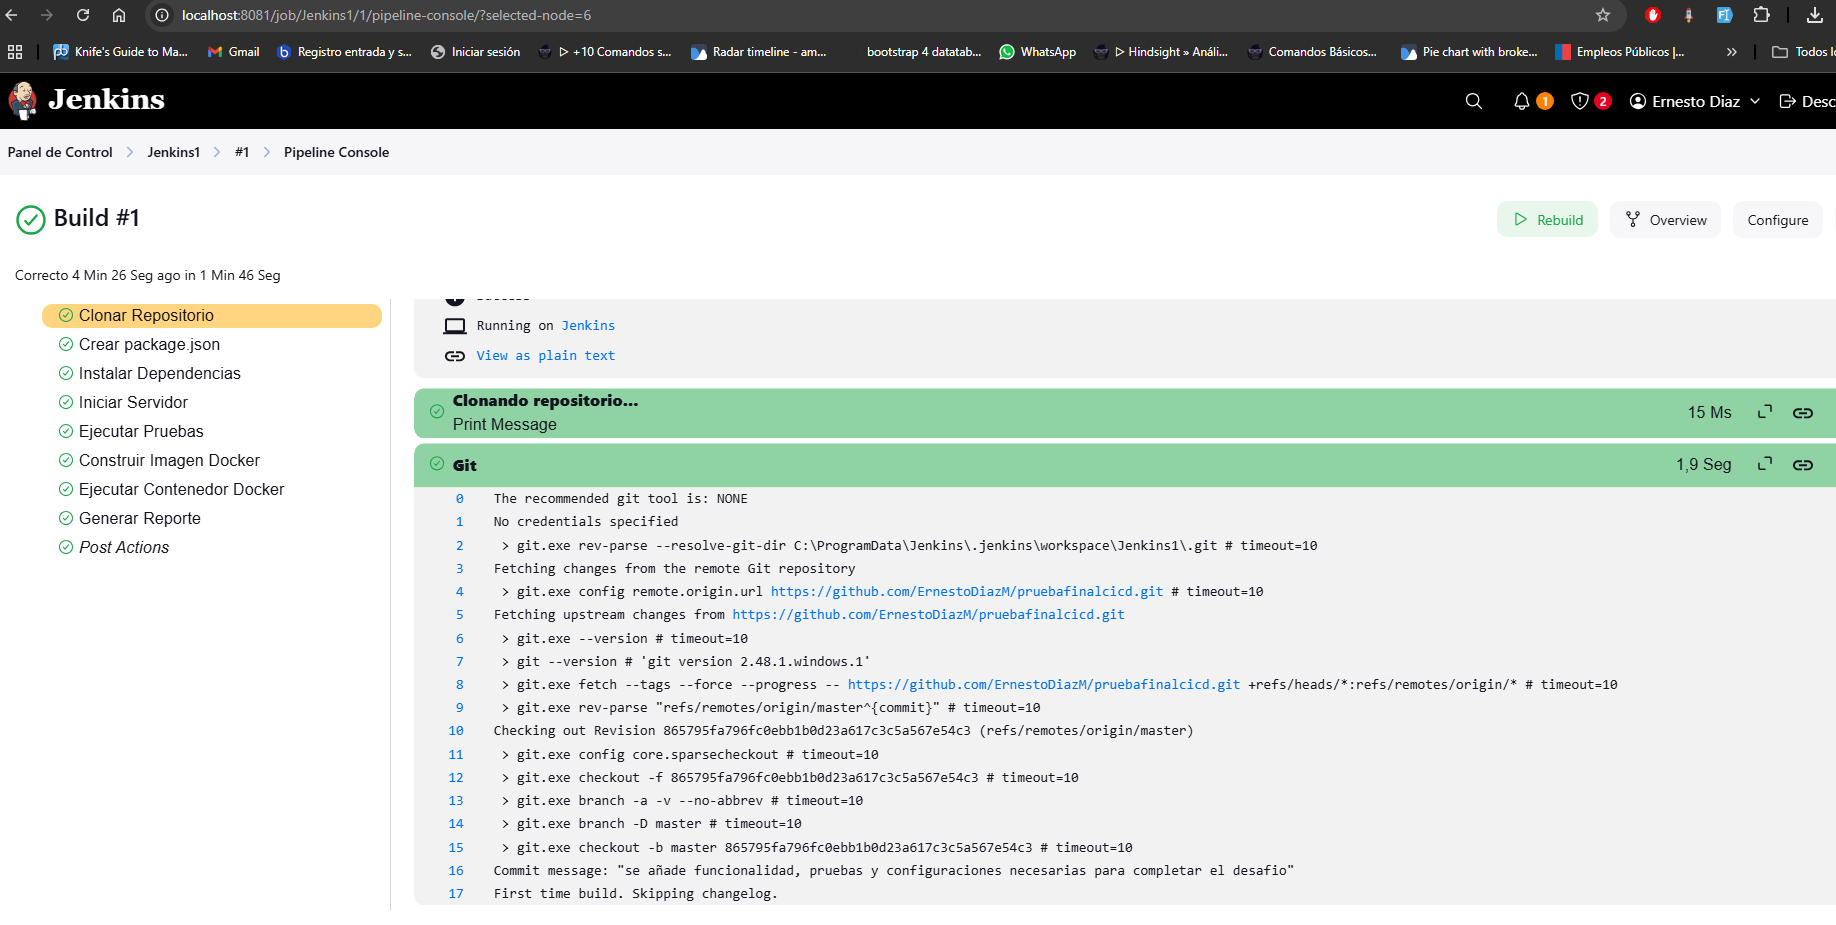 localhost:8081/job/Jenkins1/1/pipeline-console/?selected-node=6
Knife's Guide to Ma... Gmail Registro entrada y s... Iniciar sesión ▷ +10 Comandos s... Radar timeline - am... bootstrap 4 datatab... WhatsApp ▷ Hindsight » Análi... Comandos Básicos... Pie chart with broke... Empleos Públicos |... » Todos
Jenkins 1 2 Ernesto Diaz Desc
Panel de Control > Jenkins1 > #1 > Pipeline Console
Build #1
Rebuild Overview Configure
Correcto 4 Min 26 Seg ago in 1 Min 46 Seg
Clonar Repositorio
Crear package.json
Instalar Dependencias
Iniciar Servidor
Ejecutar Pruebas
Construir Imagen Docker
Ejecutar Contenedor Docker
Generar Reporte
Post Actions
Running on Jenkins
View as plain text
Clonando repositorio...
Print Message
15 Ms
Git
1,9 Seg
0 The recommended git tool is: NONE
1 No credentials specified
2 > git.exe rev-parse --resolve-git-dir C:\ProgramData\Jenkins\.jenkins\workspace\Jenkins1\.git # timeout=10
3 Fetching changes from the remote Git repository
4 > git.exe config remote.origin.url https://github.com/ErnestoDiazM/pruebafinalcicd.git # timeout=10
5 Fetching upstream changes from https://github.com/ErnestoDiazM/pruebafinalcicd.git
6 > git.exe --version # timeout=10
7 > git --version # 'git version 2.48.1.windows.1'
8 > git.exe fetch --tags --force --progress -- https://github.com/ErnestoDiazM/pruebafinalcicd.git +refs/heads/*:refs/remotes/origin/* # timeout=10
9 > git.exe rev-parse "refs/remotes/origin/master^{commit}" # timeout=10
10 Checking out Revision 865795fa796fc0ebb1b0d23a617c3c5a567e54c3 (refs/remotes/origin/master)
11 > git.exe config core.sparsecheckout # timeout=10
12 > git.exe checkout -f 865795fa796fc0ebb1b0d23a617c3c5a567e54c3 # timeout=10
13 > git.exe branch -a -v --no-abbrev # timeout=10
14 > git.exe branch -D master # timeout=10
15 > git.exe checkout -b master 865795fa796fc0ebb1b0d23a617c3c5a567e54c3 # timeout=10
16 Commit message: "se añade funcionalidad, pruebas y configuraciones necesarias para completar el desafio"
17 First time build. Skipping changelog.